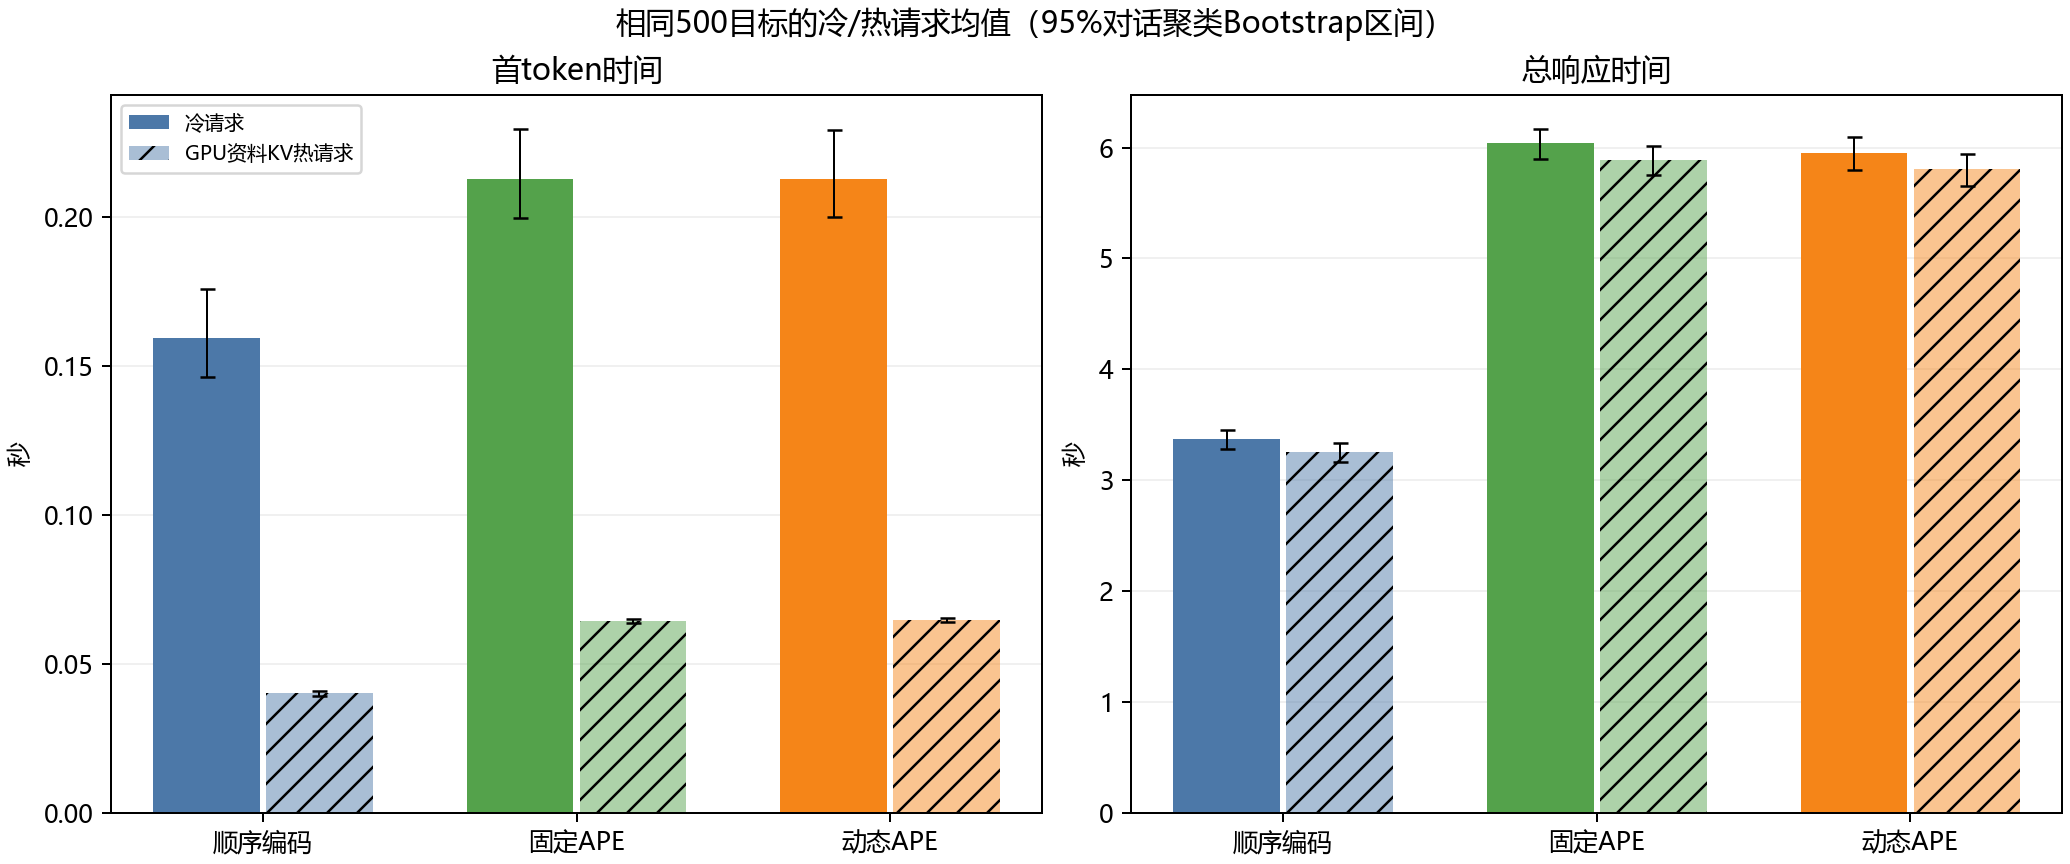 相同500目标的冷/热请求均值（95%对话聚类Bootstrap区间）
首token时间
冷请求
GPU资料KV热请求
秒
0.20
0.15
0.10
0.05
0.00
顺序编码
固定APE
动态APE
总响应时间
秒
6
5
4
3
2
1
0
顺序编码
固定APE
动态APE